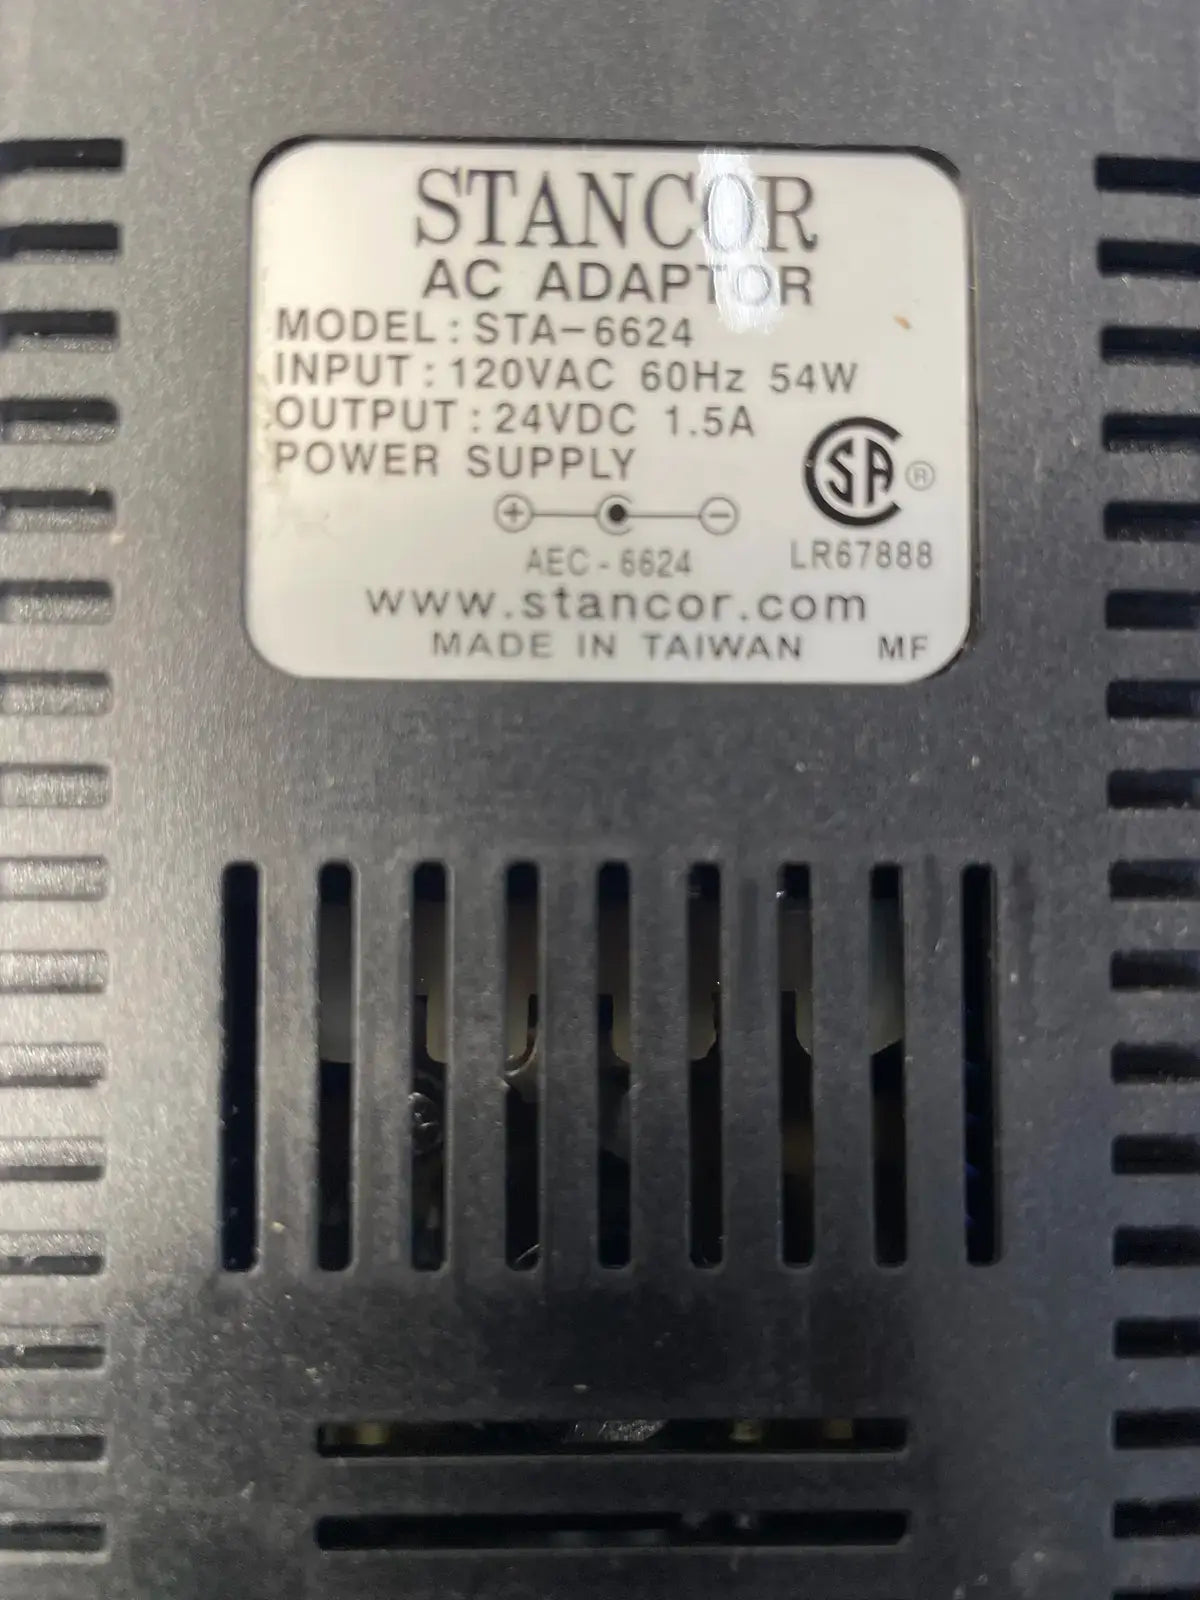 STANCOR
AC ADAPTOR
MODEL : STA-6624
INPUT : 120VAC 60Hz 54W
OUTPUT : 24VDC 1.5A
POWER SUPPLY
SA ®
AEC - 6624 LR67888
www.stancor.com
MADE IN TAIWAN MF